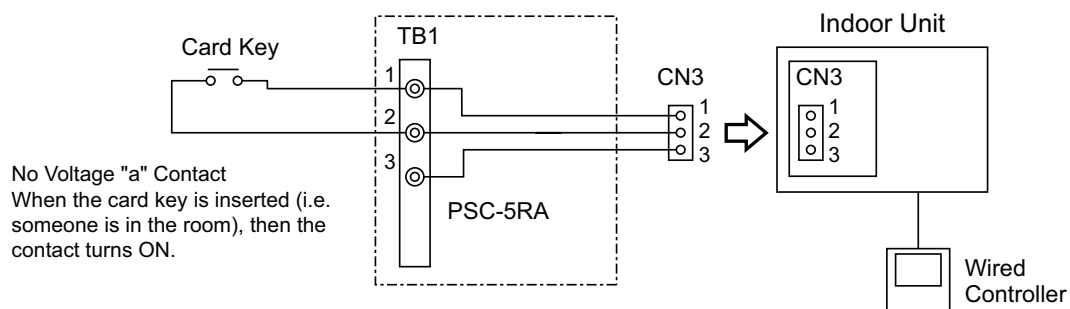 Card Key
TB1
1
2
3
PSC-5RA
CN3
1
2
3
Indoor Unit
CN3
1
2
3
Wired
Controller
No Voltage "a" Contact
When the card key is inserted (i.e.
someone is in the room), then the
contact turns ON.